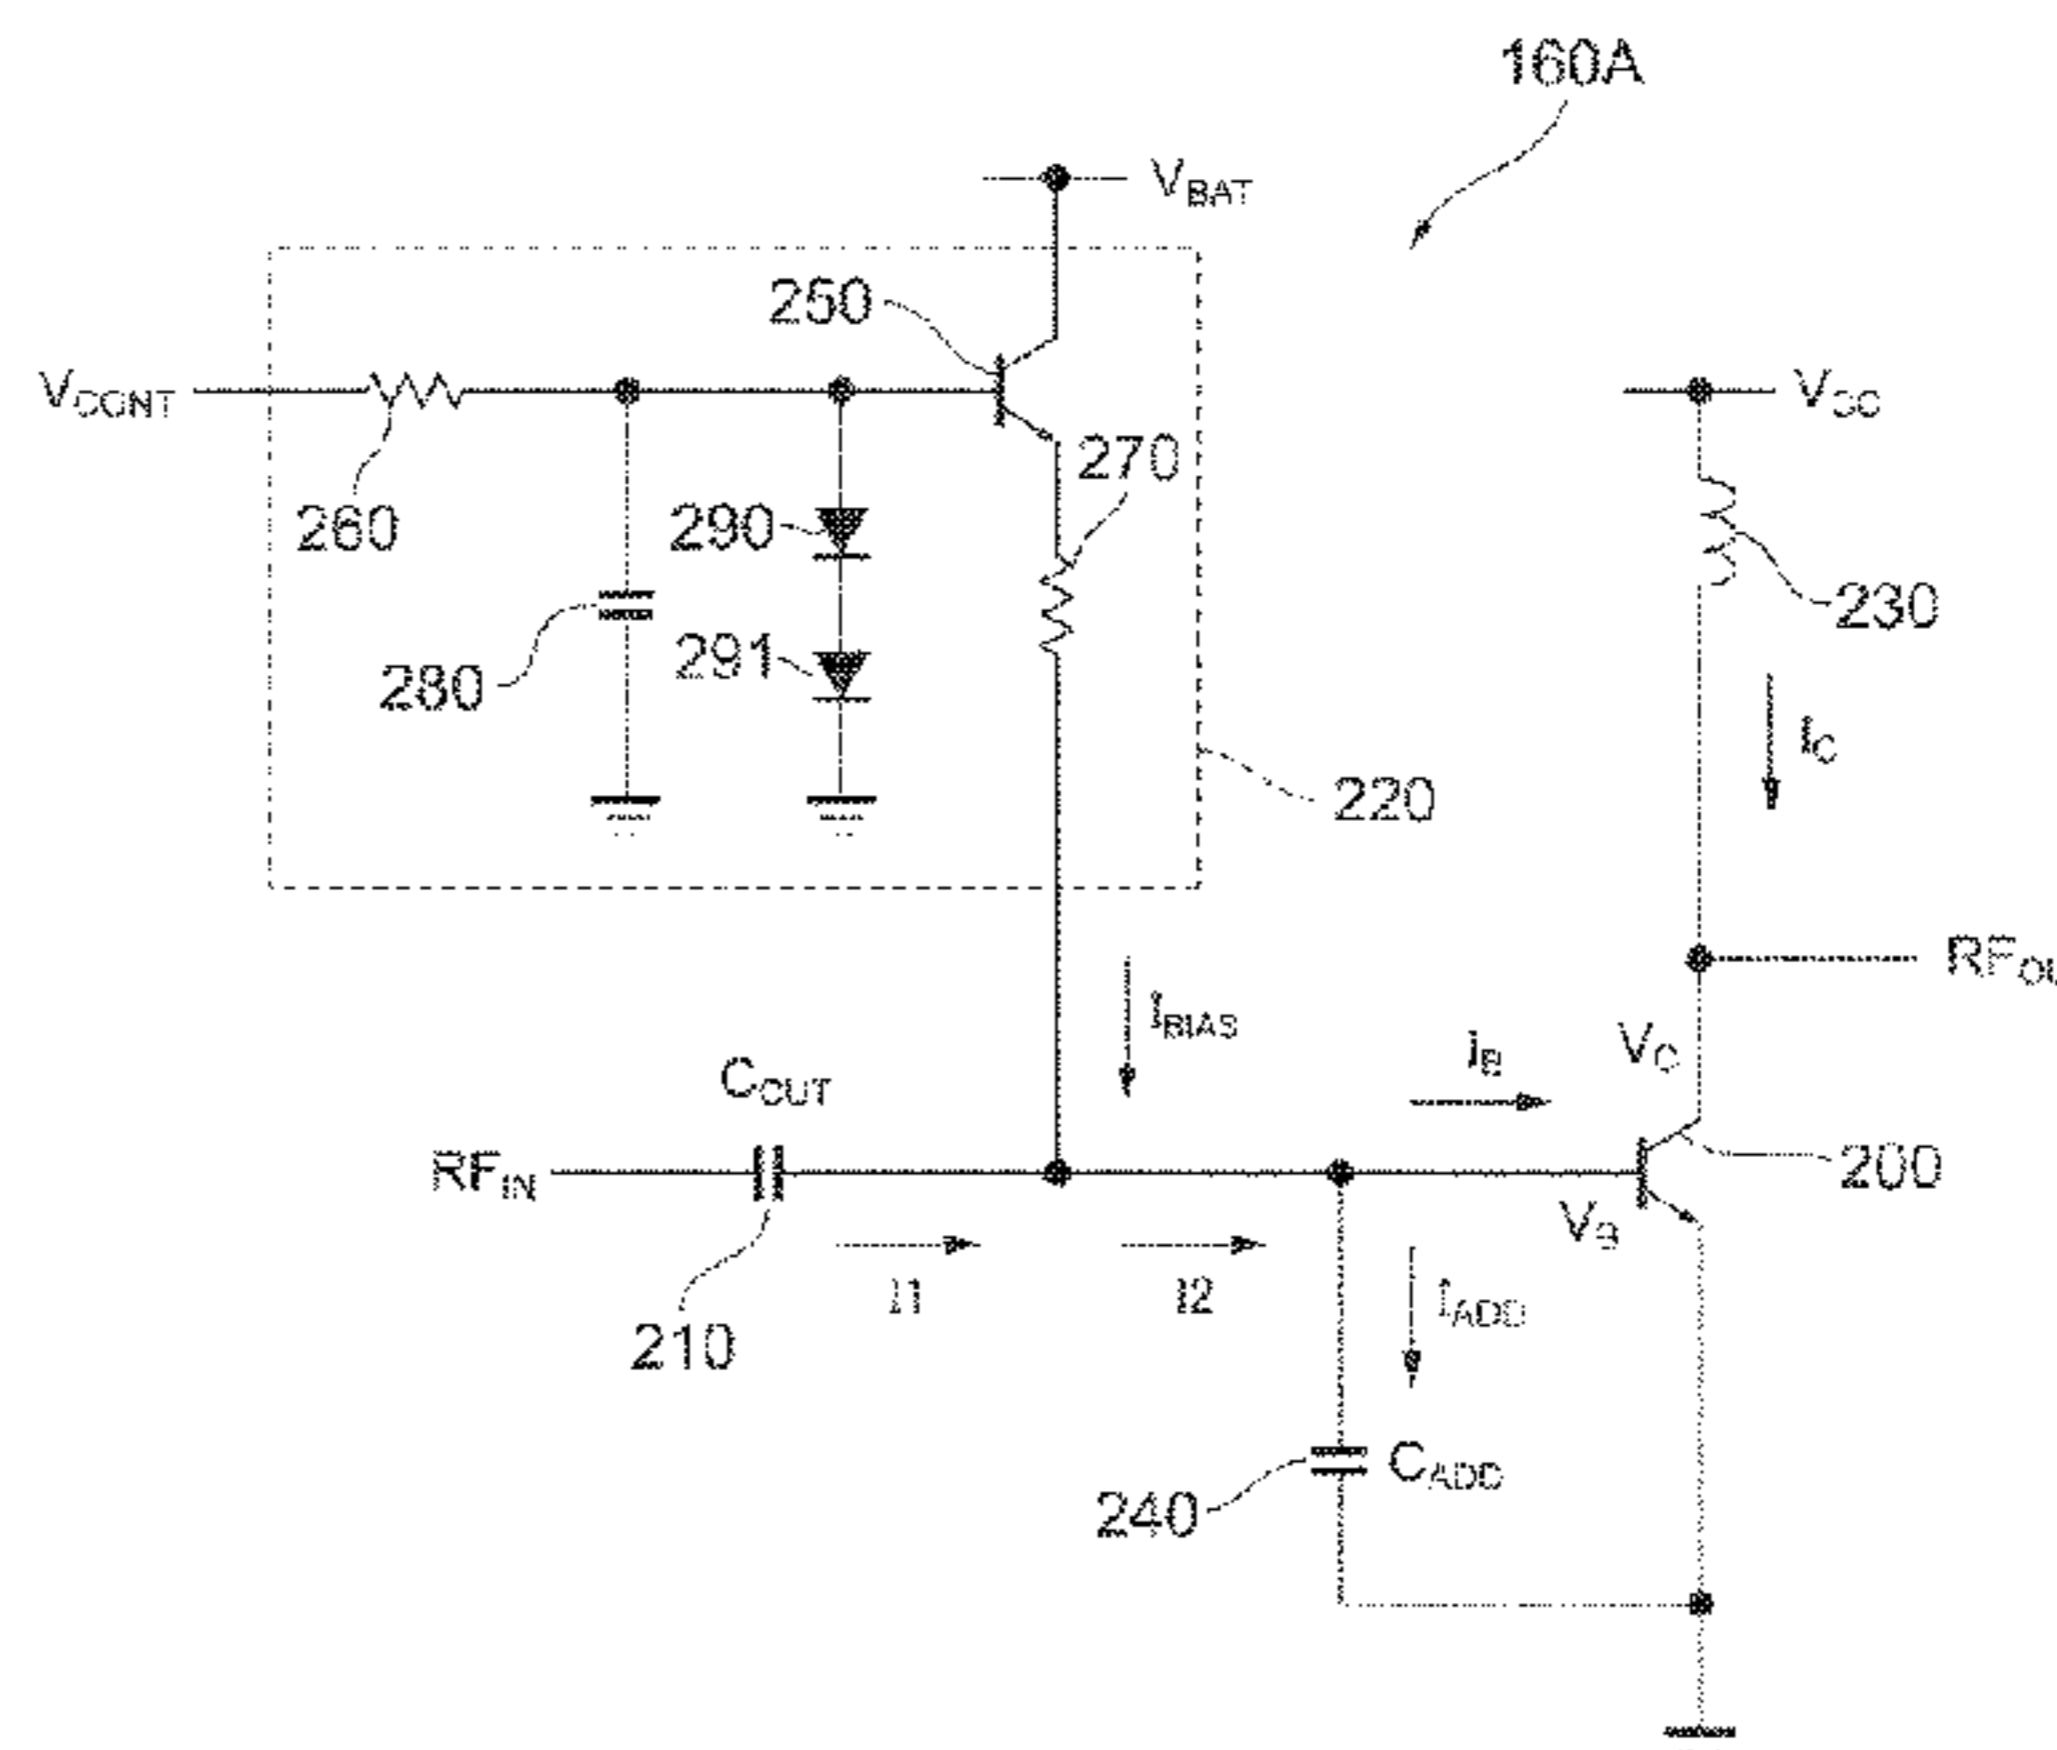 160A
VBAT
250
VCONT
VCC
270
260
290
230
291
280
IC
220
RFOU
IBIAS
VC
IB
COUT
RFIN
200
VB
I1
I2
IADD
210
CADD
240